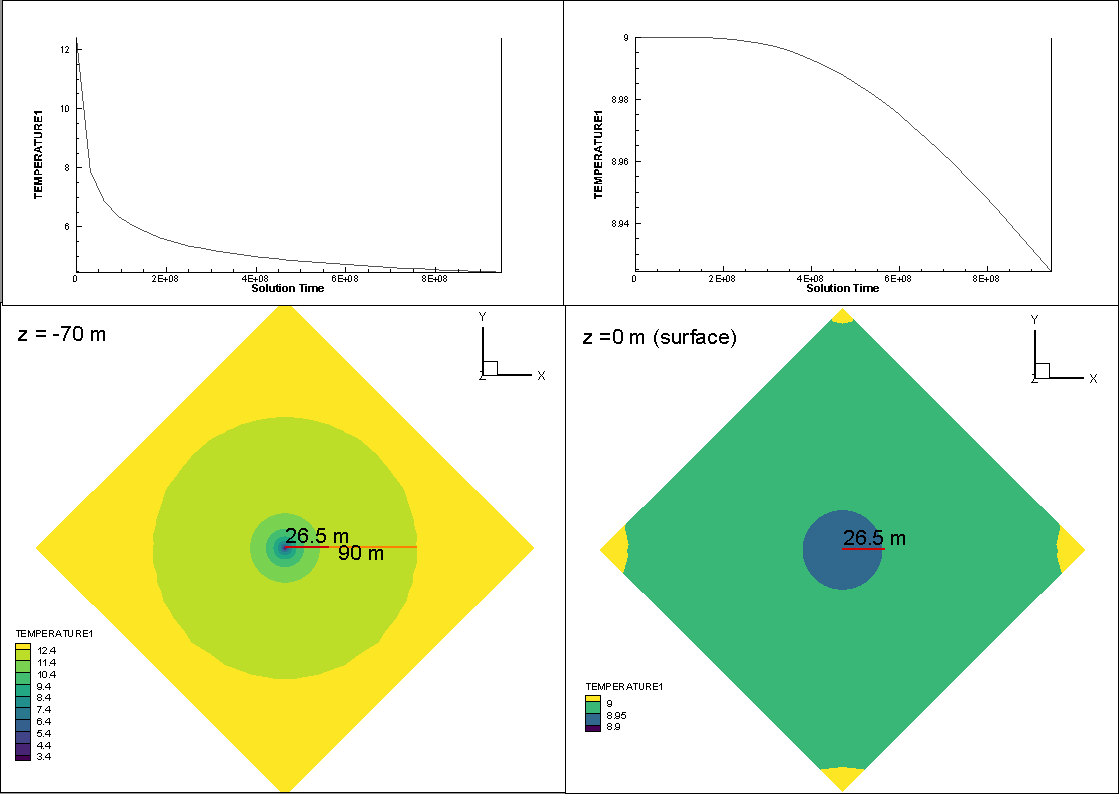 12
10
8
6
TEMPERATURE1
0
2E+08
4E+08
6E+08
8E+08
Solution Time
9
8.98
8.96
8.94
TEMPERATURE1
0
2E+08
4E+08
6E+08
8E+08
Solution Time
z = -70 m
Y
X
Z
26.5 m
90 m
TEMPERATURE1
12.4
11.4
10.4
9.4
8.4
7.4
6.4
5.4
4.4
3.4
z =0 m (surface)
Y
X
Z
26.5 m
TEMPERATURE1
9
8.95
8.9